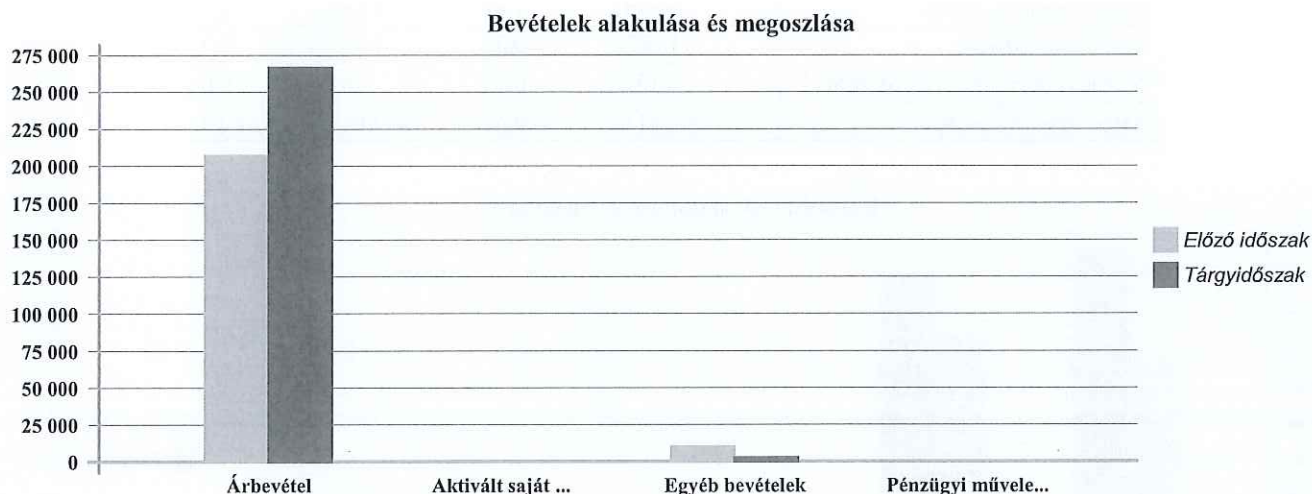 Bevételek alakulása és megoszlása
275 000
250 000
225 000
200 000
175 000
150 000
125 000
100 000
75 000
50 000
25 000
0
Árbevétel
Aktivált saját ...
Egyéb bevételek
Pénzügyi művele...
Előző időszak
Tárgyidőszak